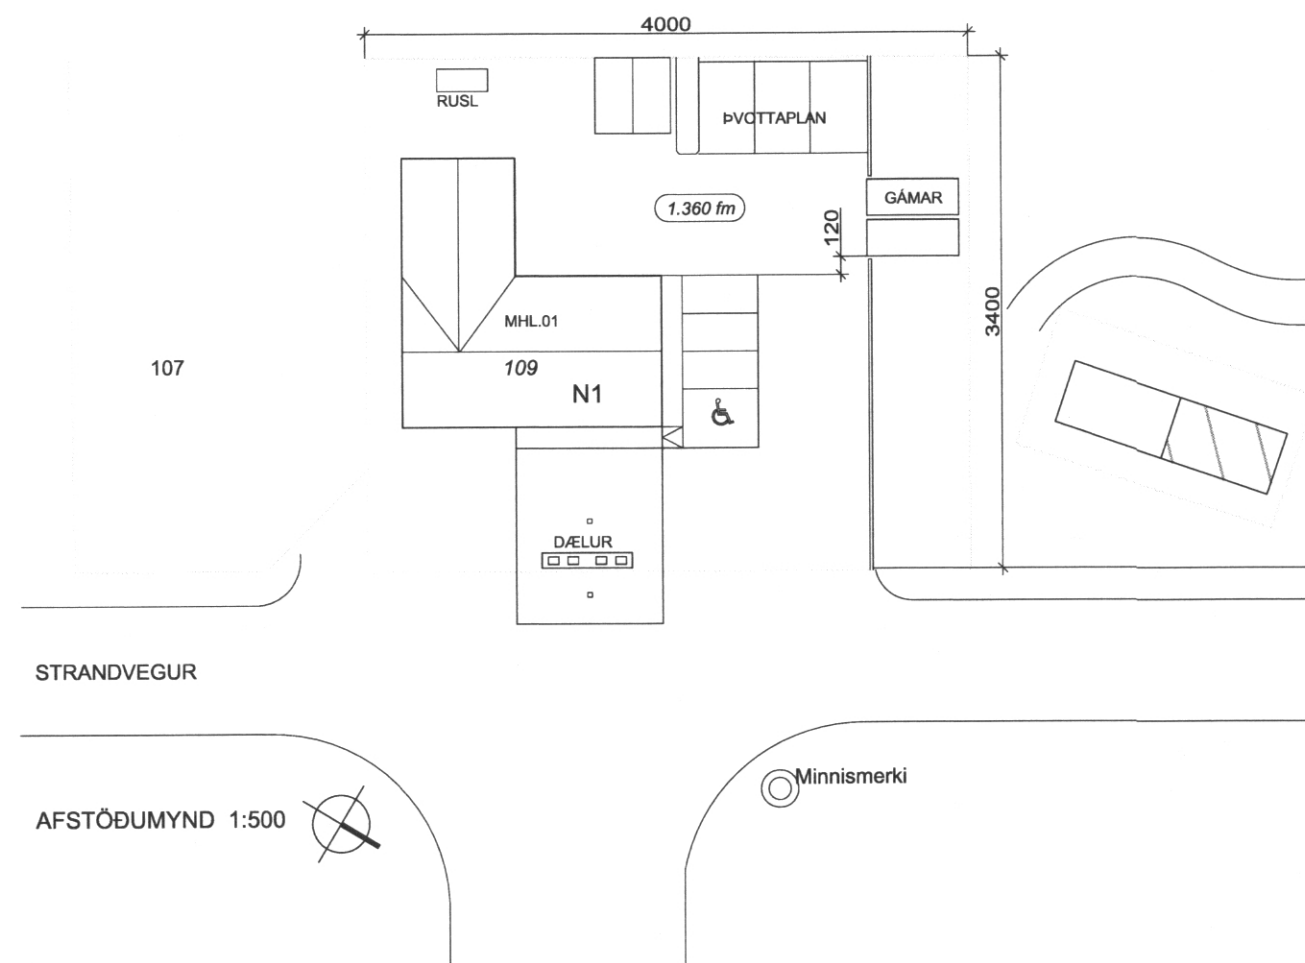 4000
RUSL
ÞVOTTAPLAN
GÁMAR
1.360 fm
120
3400
MHL.01
107
109
N1
DÆLUR
STRANDVEGUR
Minnismerki
AFSTÖÐUMYND 1:500